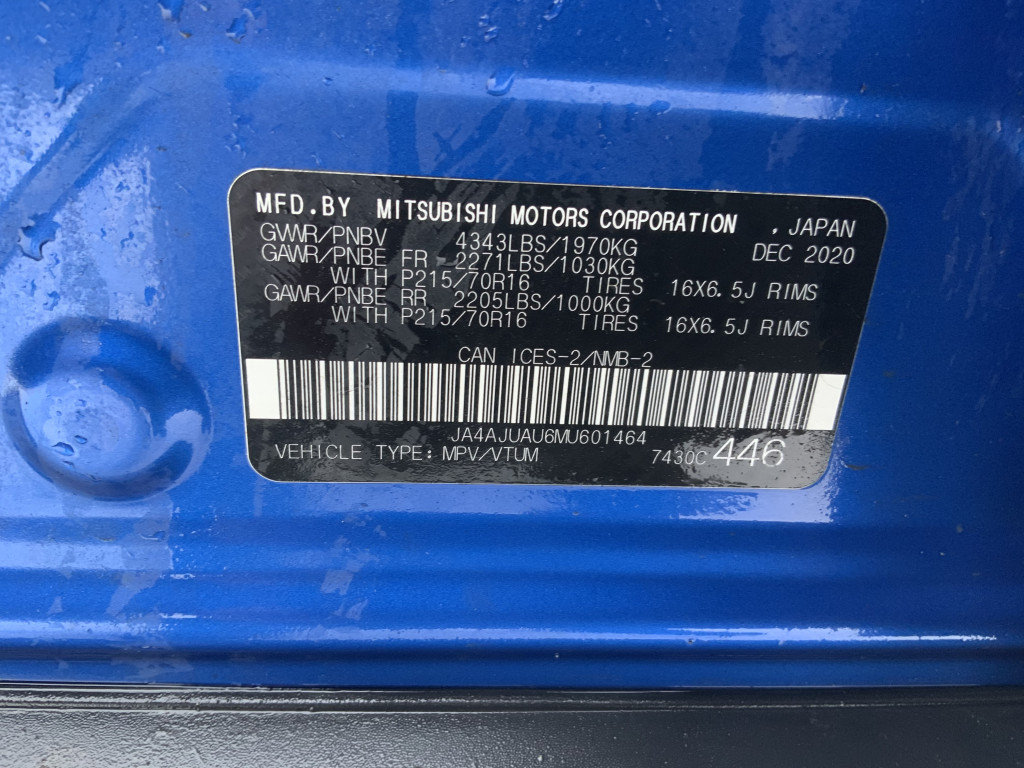 MFD.BY MITSUBISHI MOTORS CORPORATION , JAPAN
GVWR/PNBV 4343LBS/1970KG DEC 2020
GAWR/PNBE FR 2271LBS/1030KG
WITH P215/70R16 TIRES 16X6.5J RIMS
GAWR/PNBE RR 2205LBS/1000KG
WITH P215/70R16 TIRES 16X6.5J RIMS
CAN ICES-2/NMB-2
JA4AJUAU6MU601464
VEHICLE TYPE: MPV/VTUM 7430C 446